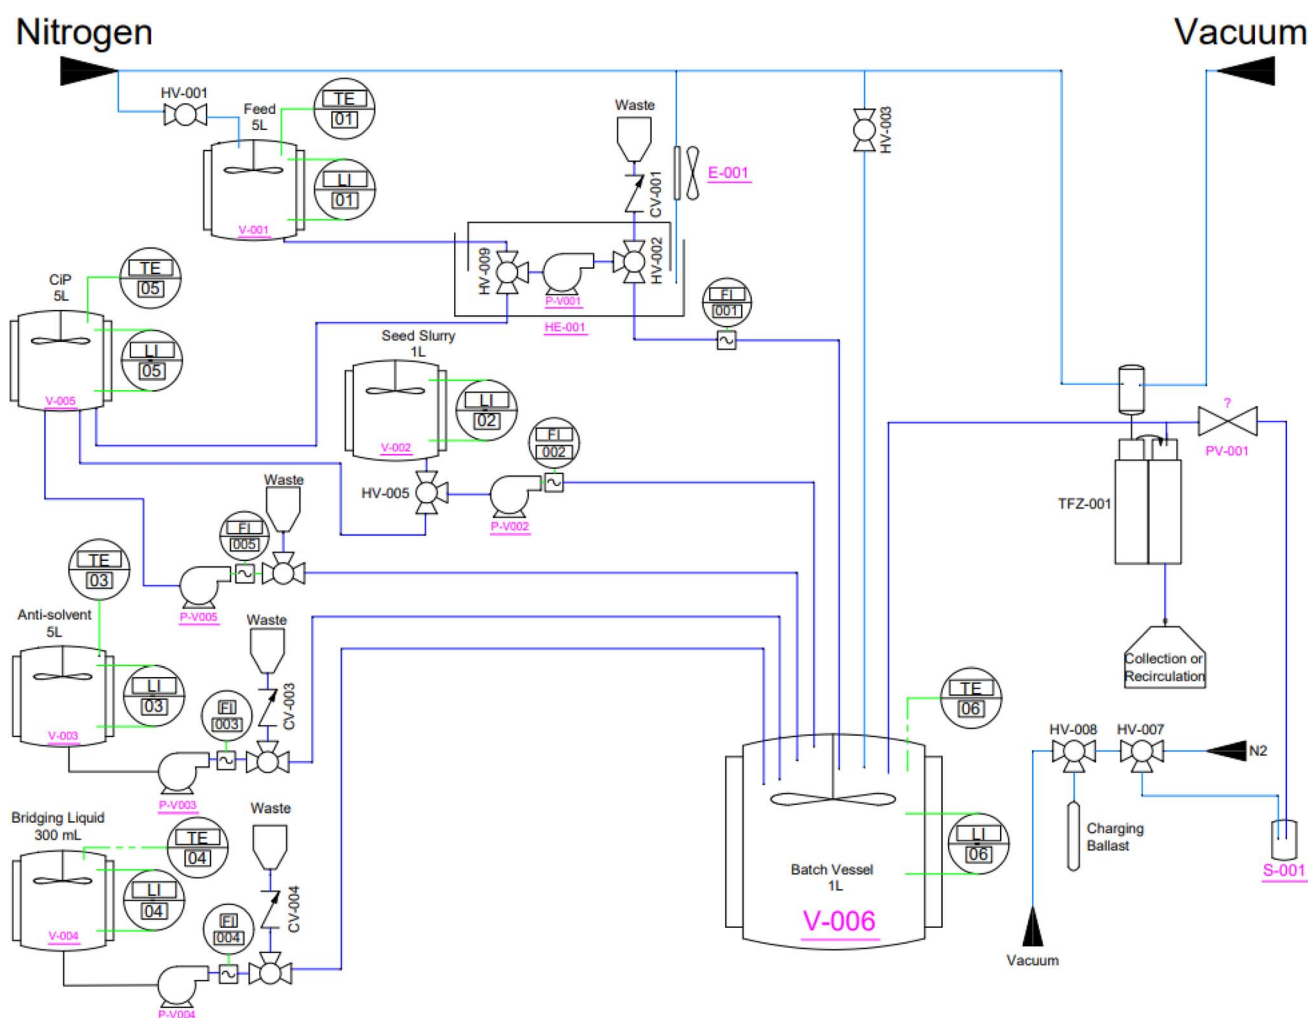 Nitrogen
Vacuum
HV-001
Feed
5L
TE
01
LI
01
V-001
Waste
CV-001
E-001
HV-003
HV-009
P-V001
HV-002
HE-001
FI
001
CiP
5L
TE
05
LI
05
V-005
Seed Slurry
1L
LI
02
V-002
HV-005
FI
002
P-V002
?
PV-001
TFZ-001
Collection or
Recirculation
Waste
FI
005
P-V005
TE
03
Anti-solvent
5L
LI
03
V-003
Waste
CV-003
FI
003
P-V003
Bridging Liquid
300 mL
TE
04
LI
04
V-004
Waste
CV-004
FI
004
P-V004
TE
06
LI
06
Batch Vessel
1L
V-006
HV-008
HV-007
N2
Charging
Ballast
S-001
Vacuum